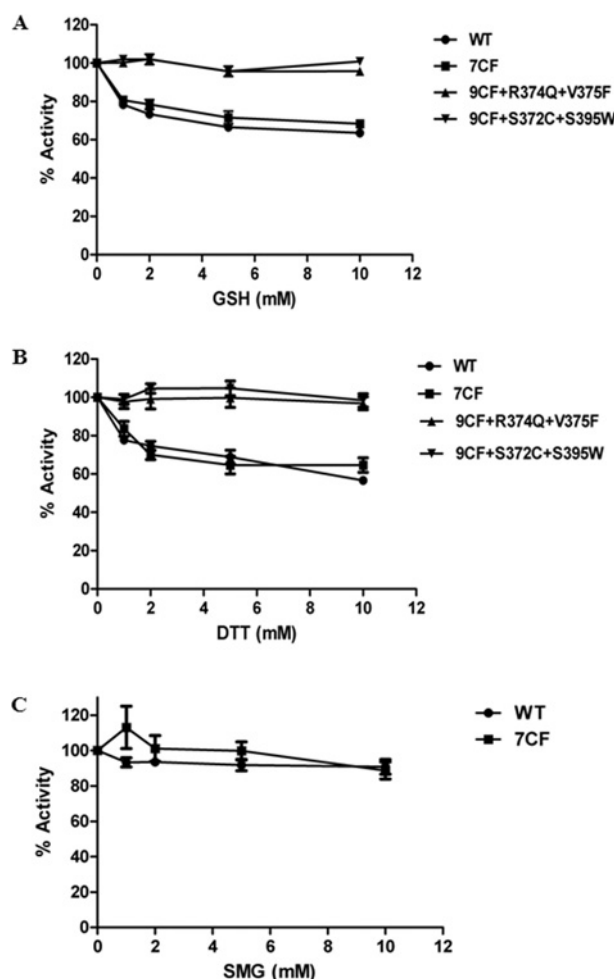 A
% Activity
120
100
80
60
40
20
0
0 2 4 6 8 10 12
GSH (mM)
WT
7CF
9CF+R374Q+V375F
9CF+S372C+S395W
B
% Activity
120
100
80
60
40
20
0
0 2 4 6 8 10 12
DTT (mM)
WT
7CF
9CF+R374Q+V375F
9CF+S372C+S395W
C
% Activity
120
100
80
60
40
20
0
0 2 4 6 8 10 12
SMG (mM)
WT
7CF